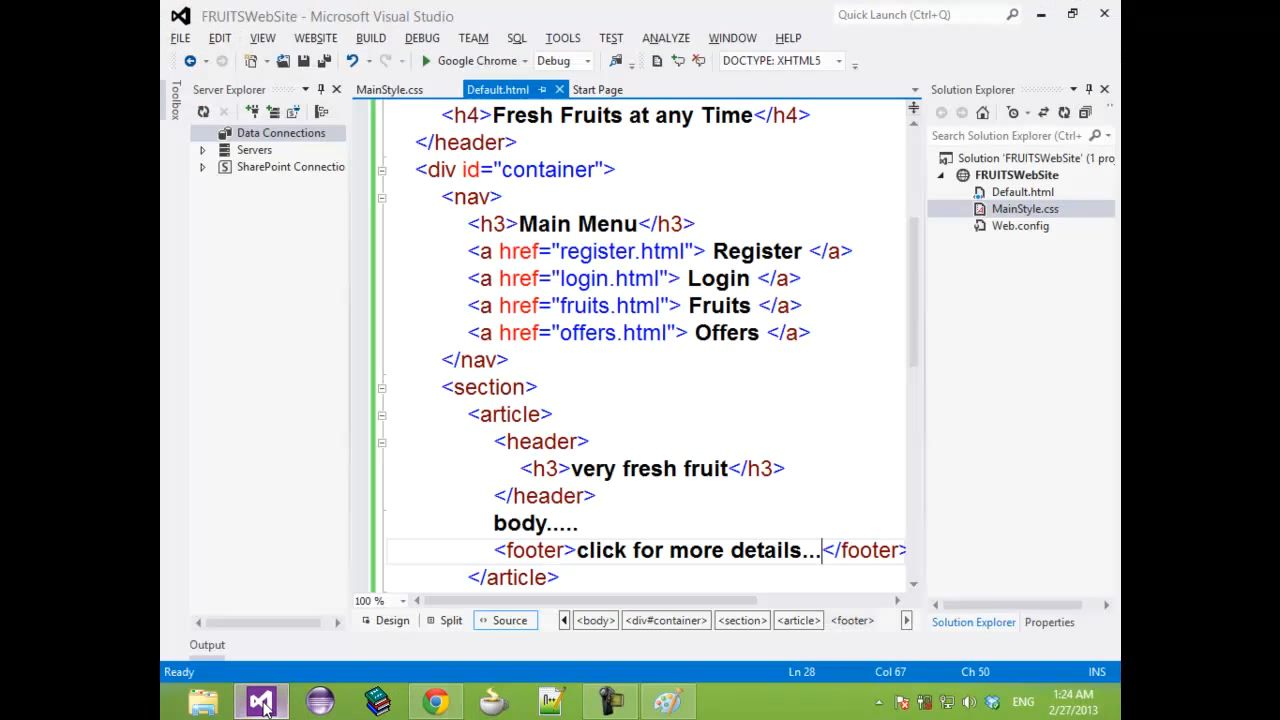 FRUITSWebSite - Microsoft Visual Studio
Quick Launch (Ctrl+Q)
FILE EDIT VIEW WEBSITE BUILD DEBUG TEAM SQL TOOLS TEST ANALYZE WINDOW HELP
Google Chrome Debug DOCTYPE: XHTML5
Toolbox
Server Explorer
Data Connections
Servers
SharePoint Connectio
MainStyle.css Default.html Start Page
<h4>Fresh Fruits at any Time</h4>
</header>
<div id="container">
<nav>
<h3>Main Menu</h3>
<a href="register.html"> Register </a>
<a href="login.html"> Login </a>
<a href="fruits.html"> Fruits </a>
<a href="offers.html"> Offers </a>
</nav>
<section>
<article>
<header>
<h3>very fresh fruit</h3>
</header>
body.....
<footer>click for more details...</footer>
</article>
100 %
Design Split Source <body> <div#container> <section> <article> <footer>
Solution Explorer
Search Solution Explorer (Ctrl+
Solution 'FRUITSWebSite' (1 proj
FRUITSWebSite
Default.html
MainStyle.css
Web.config
Solution Explorer Properties
Output
Ready Ln 28 Col 67 Ch 50 INS
ENG
1:24 AM
2/27/2013